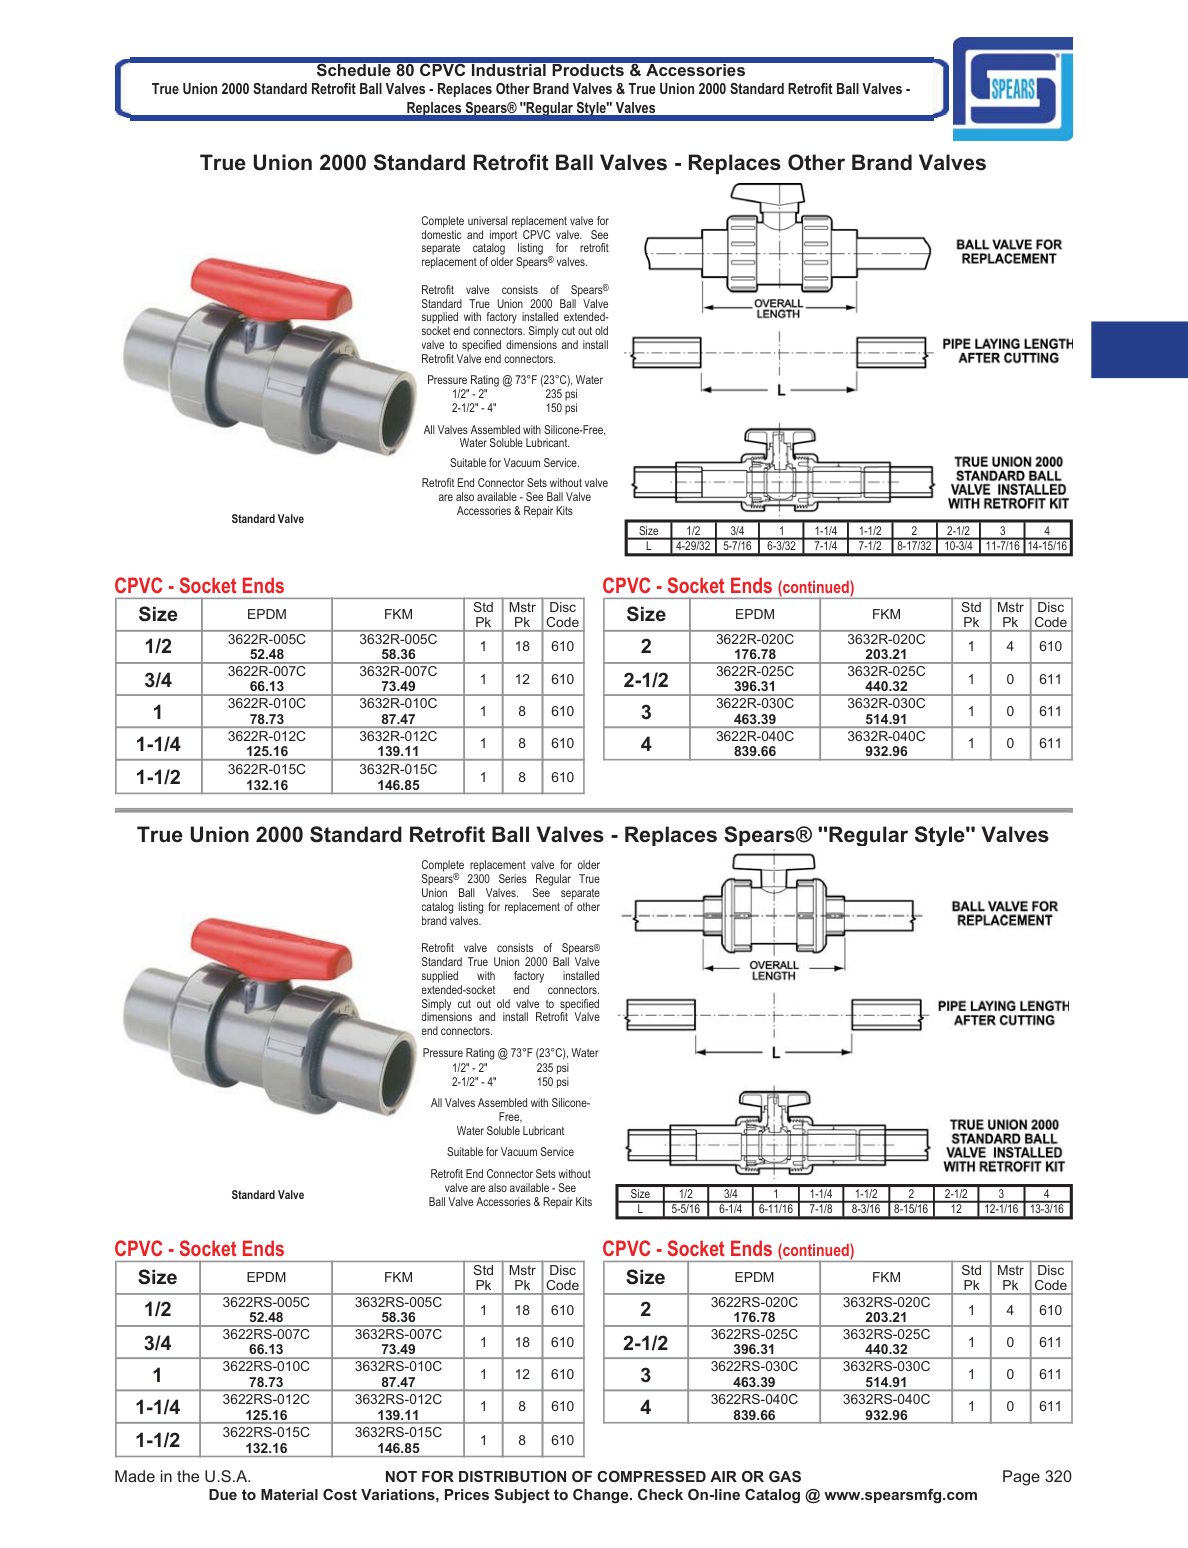 Schedule 80 CPVC Industrial Products & Accessories
True Union 2000 Standard Retrofit Ball Valves - Replaces Other Brand Valves & True Union 2000 Standard Retrofit Ball Valves -
Replaces Spears® "Regular Style" Valves
SPEARS®
True Union 2000 Standard Retrofit Ball Valves - Replaces Other Brand Valves
Complete universal replacement valve for
domestic and import CPVC valve. See
separate catalog listing for retrofit
replacement of older Spears® valves.
Retrofit valve consists of Spears®
Standard True Union 2000 Ball Valve
supplied with factory installed extended-
socket end connectors. Simply cut out old
valve to specified dimensions and install
Retrofit Valve end connectors.
Pressure Rating @ 73°F (23°C), Water
1/2" - 2" 235 psi
2-1/2" - 4" 150 psi
All Valves Assembled with Silicone-Free,
Water Soluble Lubricant.
Suitable for Vacuum Service.
Retrofit End Connector Sets without valve
are also available - See Ball Valve
Accessories & Repair Kits
Standard Valve
BALL VALVE FOR
REPLACEMENT
OVERALL
LENGTH
PIPE LAYING LENGTH
AFTER CUTTING
L
TRUE UNION 2000
STANDARD BALL
VALVE INSTALLED
WITH RETROFIT KIT
Size 1/2 3/4 1 1-1/4 1-1/2 2 2-1/2 3 4
L 4-29/32 5-7/16 6-3/32 7-1/4 7-1/2 8-17/32 10-3/4 11-7/16 14-15/16
CPVC - Socket Ends
Size EPDM FKM Std Pk Mstr Pk Disc Code
1/2 3622R-005C 3632R-005C 1 18 610
52.48 58.36
3/4 3622R-007C 3632R-007C 1 12 610
66.13 73.49
1 3622R-010C 3632R-010C 1 8 610
78.73 87.47
1-1/4 3622R-012C 3632R-012C 1 8 610
125.16 139.11
1-1/2 3622R-015C 3632R-015C 1 8 610
132.16 146.85
CPVC - Socket Ends (continued)
Size EPDM FKM Std Pk Mstr Pk Disc Code
2 3622R-020C 3632R-020C 1 4 610
176.78 203.21
2-1/2 3622R-025C 3632R-025C 1 0 611
396.31 440.32
3 3622R-030C 3632R-030C 1 0 611
463.39 514.91
4 3622R-040C 3632R-040C 1 0 611
839.66 932.96
True Union 2000 Standard Retrofit Ball Valves - Replaces Spears® "Regular Style" Valves
Complete replacement valve for older
Spears® 2300 Series Regular True
Union Ball Valves. See separate
catalog listing for replacement of other
brand valves.
Retrofit valve consists of Spears®
Standard True Union 2000 Ball Valve
supplied with factory installed
extended-socket end connectors.
Simply cut out old valve to specified
dimensions and install Retrofit Valve
end connectors.
Pressure Rating @ 73°F (23°C), Water
1/2" - 2" 235 psi
2-1/2" - 4" 150 psi
All Valves Assembled with Silicone-
Free,
Water Soluble Lubricant
Suitable for Vacuum Service
Retrofit End Connector Sets without
valve are also available - See
Ball Valve Accessories & Repair Kits
Standard Valve
BALL VALVE FOR
REPLACEMENT
OVERALL
LENGTH
PIPE LAYING LENGTH
AFTER CUTTING
L
TRUE UNION 2000
STANDARD BALL
VALVE INSTALLED
WITH RETROFIT KIT
Size 1/2 3/4 1 1-1/4 1-1/2 2 2-1/2 3 4
L 5-5/16 6-1/4 6-11/16 7-1/8 8-3/16 8-15/16 12 12-1/16 13-3/16
CPVC - Socket Ends
Size EPDM FKM Std Pk Mstr Pk Disc Code
1/2 3622RS-005C 3632RS-005C 1 18 610
52.48 58.36
3/4 3622RS-007C 3632RS-007C 1 18 610
66.13 73.49
1 3622RS-010C 3632RS-010C 1 12 610
78.73 87.47
1-1/4 3622RS-012C 3632RS-012C 1 8 610
125.16 139.11
1-1/2 3622RS-015C 3632RS-015C 1 8 610
132.16 146.85
CPVC - Socket Ends (continued)
Size EPDM FKM Std Pk Mstr Pk Disc Code
2 3622RS-020C 3632RS-020C 1 4 610
176.78 203.21
2-1/2 3622RS-025C 3632RS-025C 1 0 611
396.31 440.32
3 3622RS-030C 3632RS-030C 1 0 611
463.39 514.91
4 3622RS-040C 3632RS-040C 1 0 611
839.66 932.96
Made in the U.S.A. NOT FOR DISTRIBUTION OF COMPRESSED AIR OR GAS Page 320
Due to Material Cost Variations, Prices Subject to Change. Check On-line Catalog @ www.spearsmfg.com